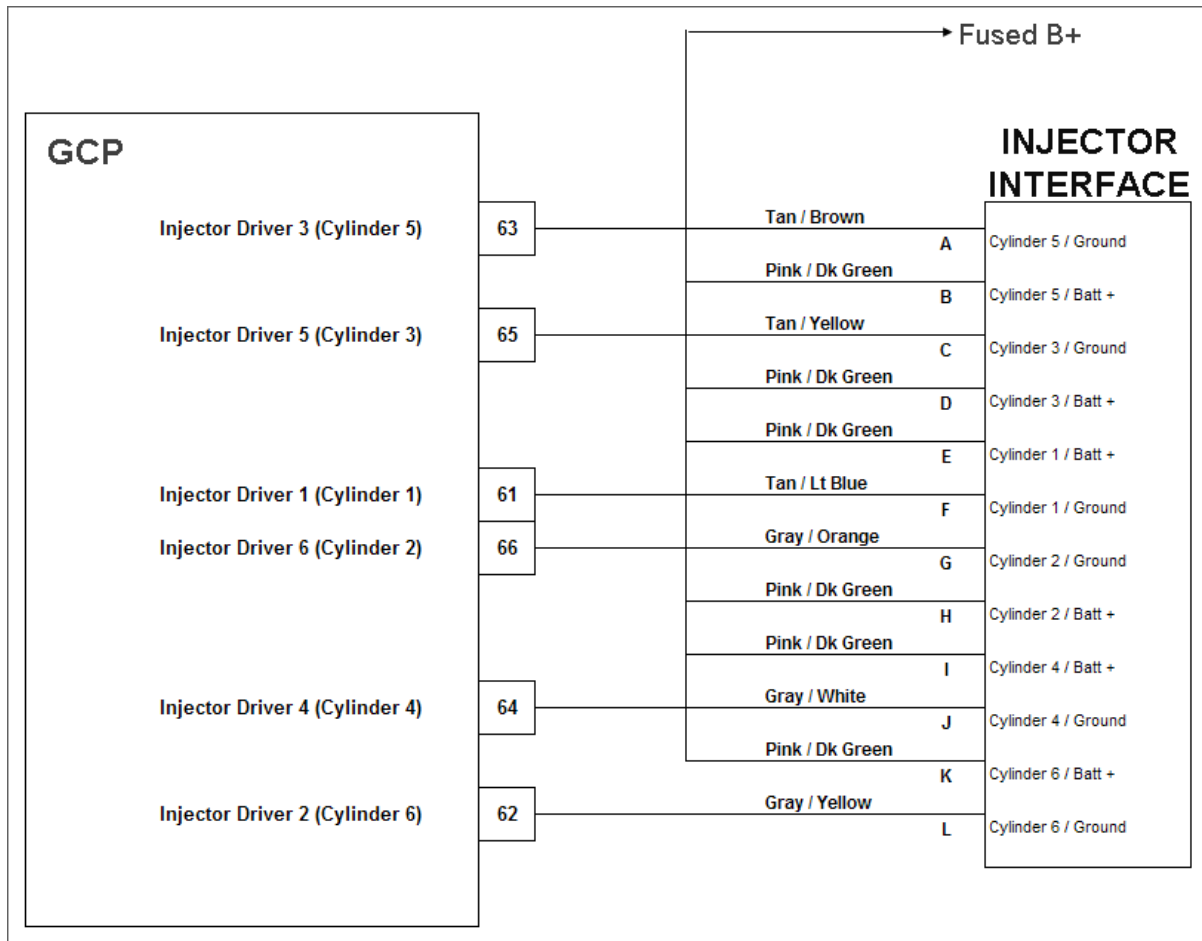 Fused B+
GCP
INJECTOR
INTERFACE
Injector Driver 3 (Cylinder 5)
63
Tan / Brown
A
Cylinder 5 / Ground
Pink / Dk Green
B
Cylinder 5 / Batt +
Injector Driver 5 (Cylinder 3)
65
Tan / Yellow
C
Cylinder 3 / Ground
Pink / Dk Green
D
Cylinder 3 / Batt +
Pink / Dk Green
E
Cylinder 1 / Batt +
Injector Driver 1 (Cylinder 1)
61
Tan / Lt Blue
F
Cylinder 1 / Ground
Injector Driver 6 (Cylinder 2)
66
Gray / Orange
G
Cylinder 2 / Ground
Pink / Dk Green
H
Cylinder 2 / Batt +
Pink / Dk Green
I
Cylinder 4 / Batt +
Injector Driver 4 (Cylinder 4)
64
Gray / White
J
Cylinder 4 / Ground
Pink / Dk Green
K
Cylinder 6 / Batt +
Injector Driver 2 (Cylinder 6)
62
Gray / Yellow
L
Cylinder 6 / Ground